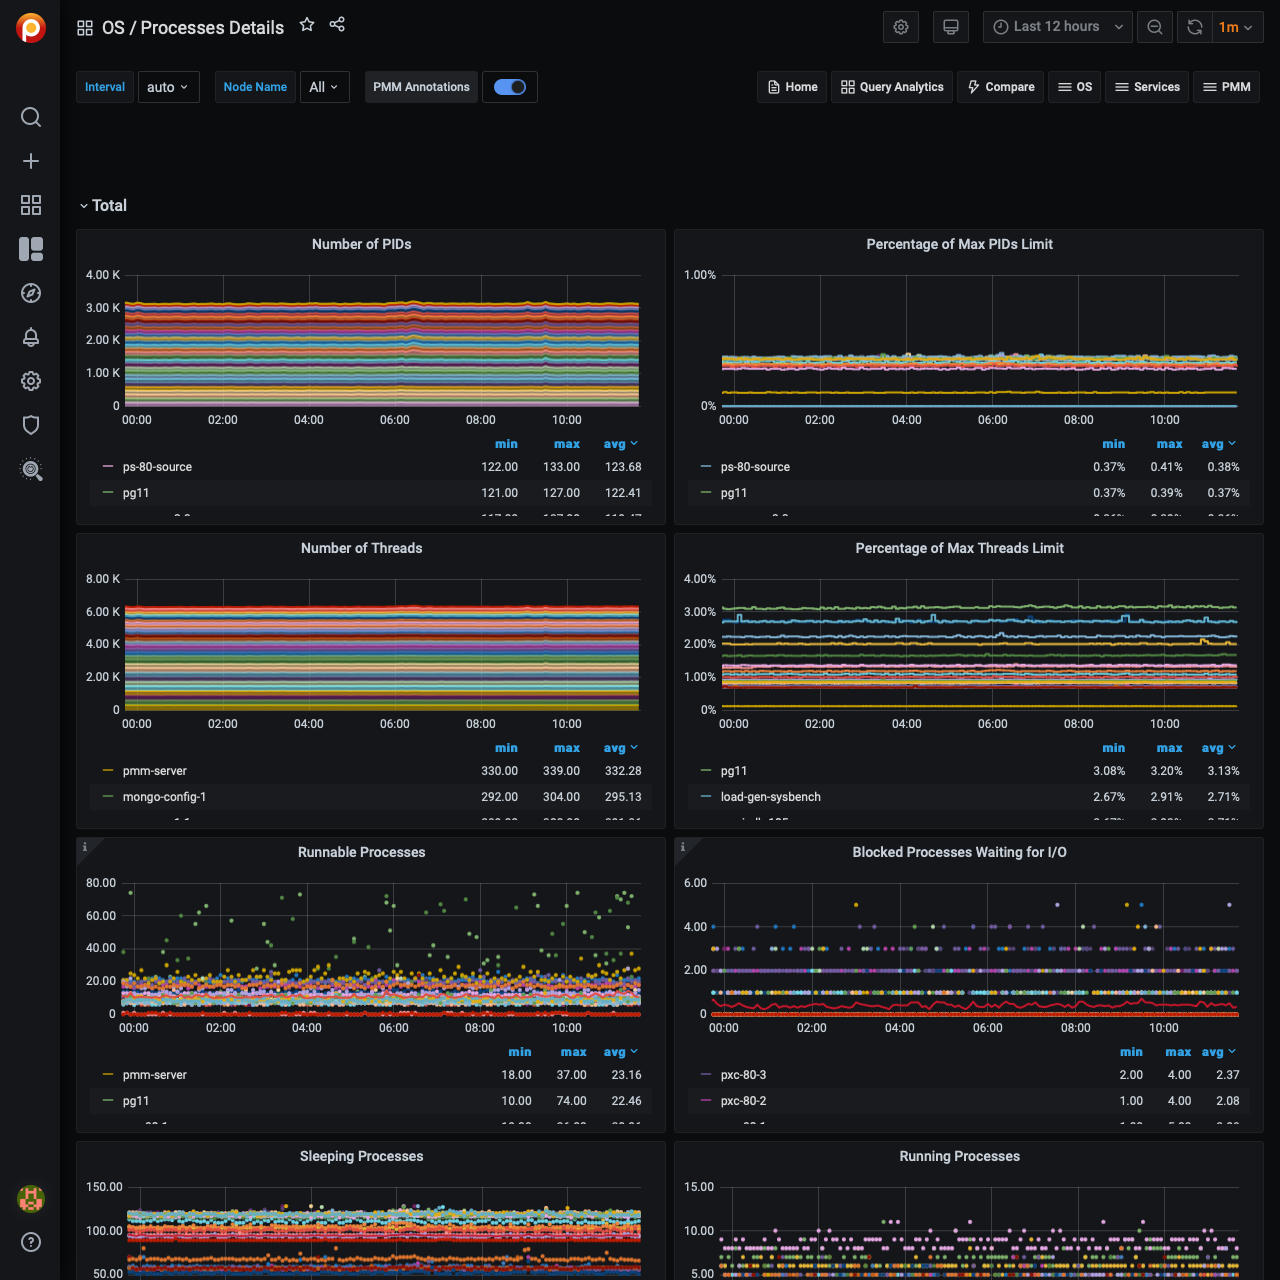 OS / Processes Details
Last 12 hours
1m
Interval
auto
Node Name
All
PMM Annotations
Home
Query Analytics
Compare
OS
Services
PMM
Total
Number of PIDs
4.00 K
3.00 K
2.00 K
1.00 K
0
00:00 02:00 04:00 06:00 08:00 10:00
min max avg
ps-80-source 122.00 133.00 123.68
pg11 121.00 127.00 122.41
Percentage of Max PIDs Limit
1.00%
0%
00:00 02:00 04:00 06:00 08:00 10:00
min max avg
ps-80-source 0.37% 0.41% 0.38%
pg11 0.37% 0.39% 0.37%
Number of Threads
8.00 K
6.00 K
4.00 K
2.00 K
0
00:00 02:00 04:00 06:00 08:00 10:00
min max avg
pmm-server 330.00 339.00 332.28
mongo-config-1 292.00 304.00 295.13
Percentage of Max Threads Limit
4.00%
3.00%
2.00%
1.00%
0%
00:00 02:00 04:00 06:00 08:00 10:00
min max avg
pg11 3.08% 3.20% 3.13%
load-gen-sysbench 2.67% 2.91% 2.71%
Runnable Processes
80.00
60.00
40.00
20.00
0
00:00 02:00 04:00 06:00 08:00 10:00
min max avg
pmm-server 18.00 37.00 23.16
pg11 10.00 74.00 22.46
Blocked Processes Waiting for I/O
6.00
4.00
2.00
0
00:00 02:00 04:00 06:00 08:00 10:00
min max avg
pxc-80-3 2.00 4.00 2.37
pxc-80-2 1.00 4.00 2.08
Sleeping Processes
150.00
100.00
50.00
Running Processes
15.00
10.00
5.00